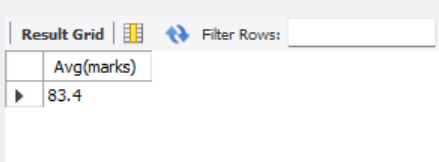 Result Grid Filter Rows:
Avg(marks)
83.4